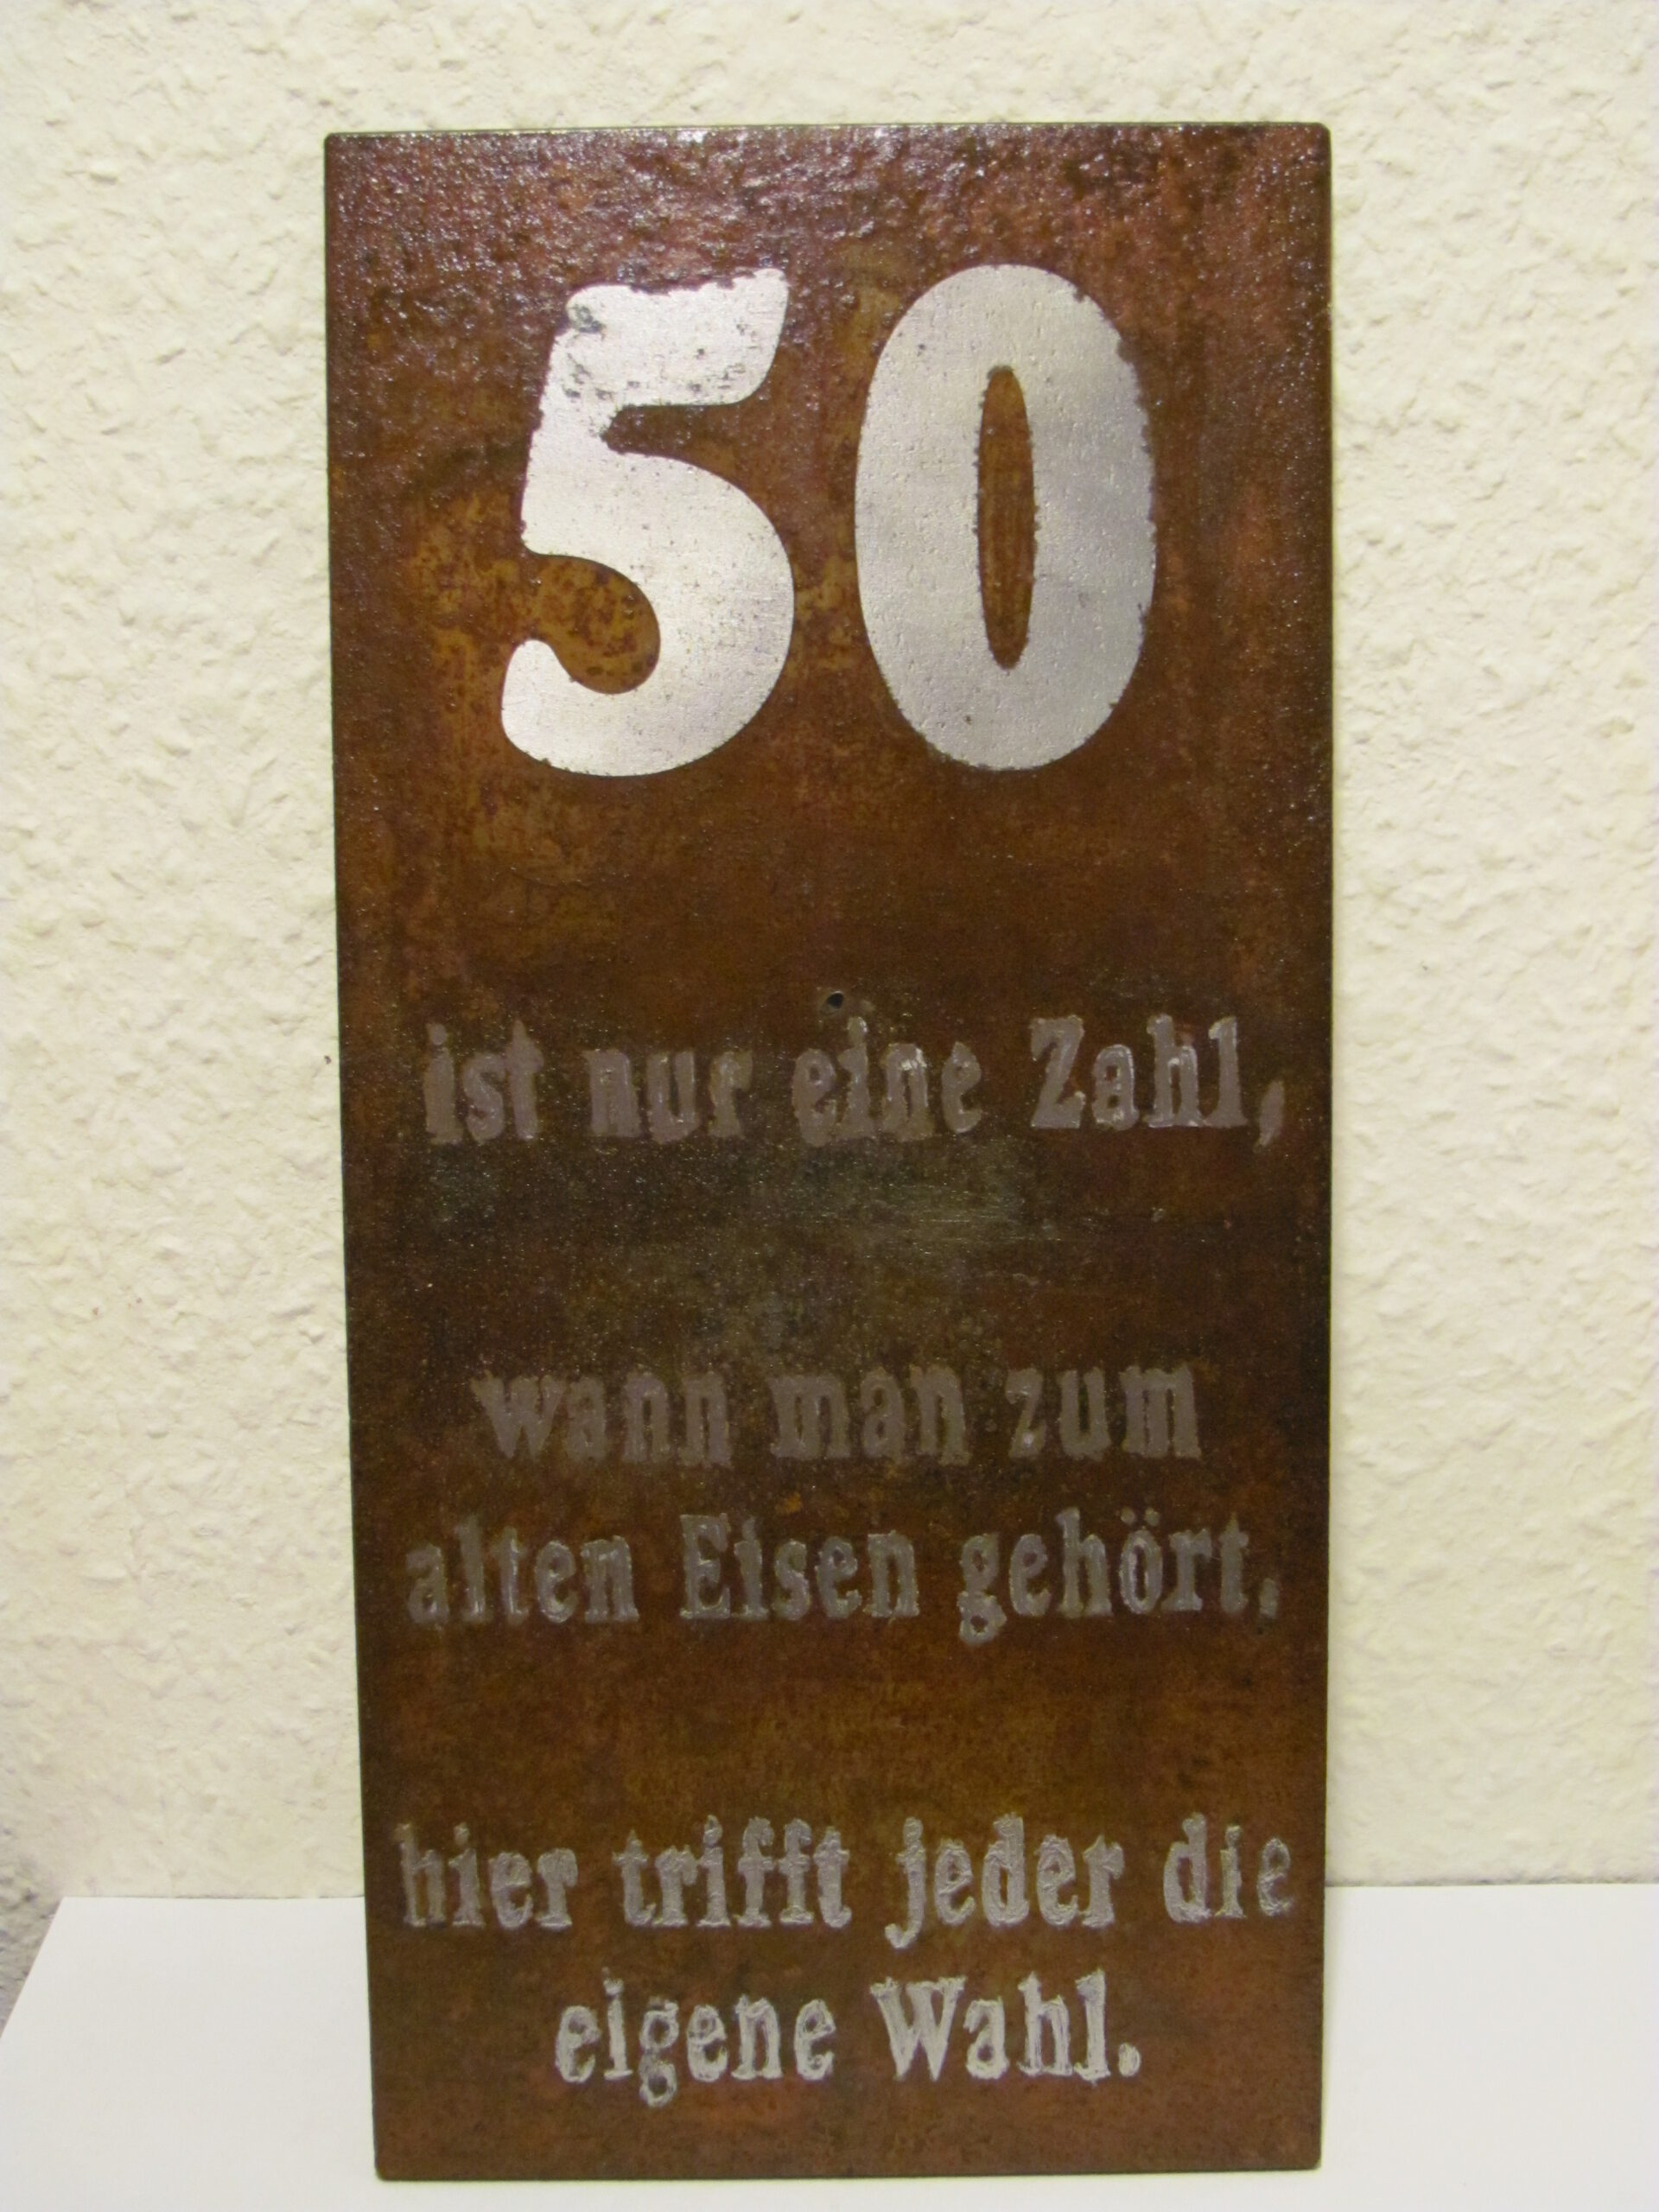 50
ist nur eine Zahl,
wann man zum
alten Eisen gehört,
hier trifft jeder die
eigene Wahl.